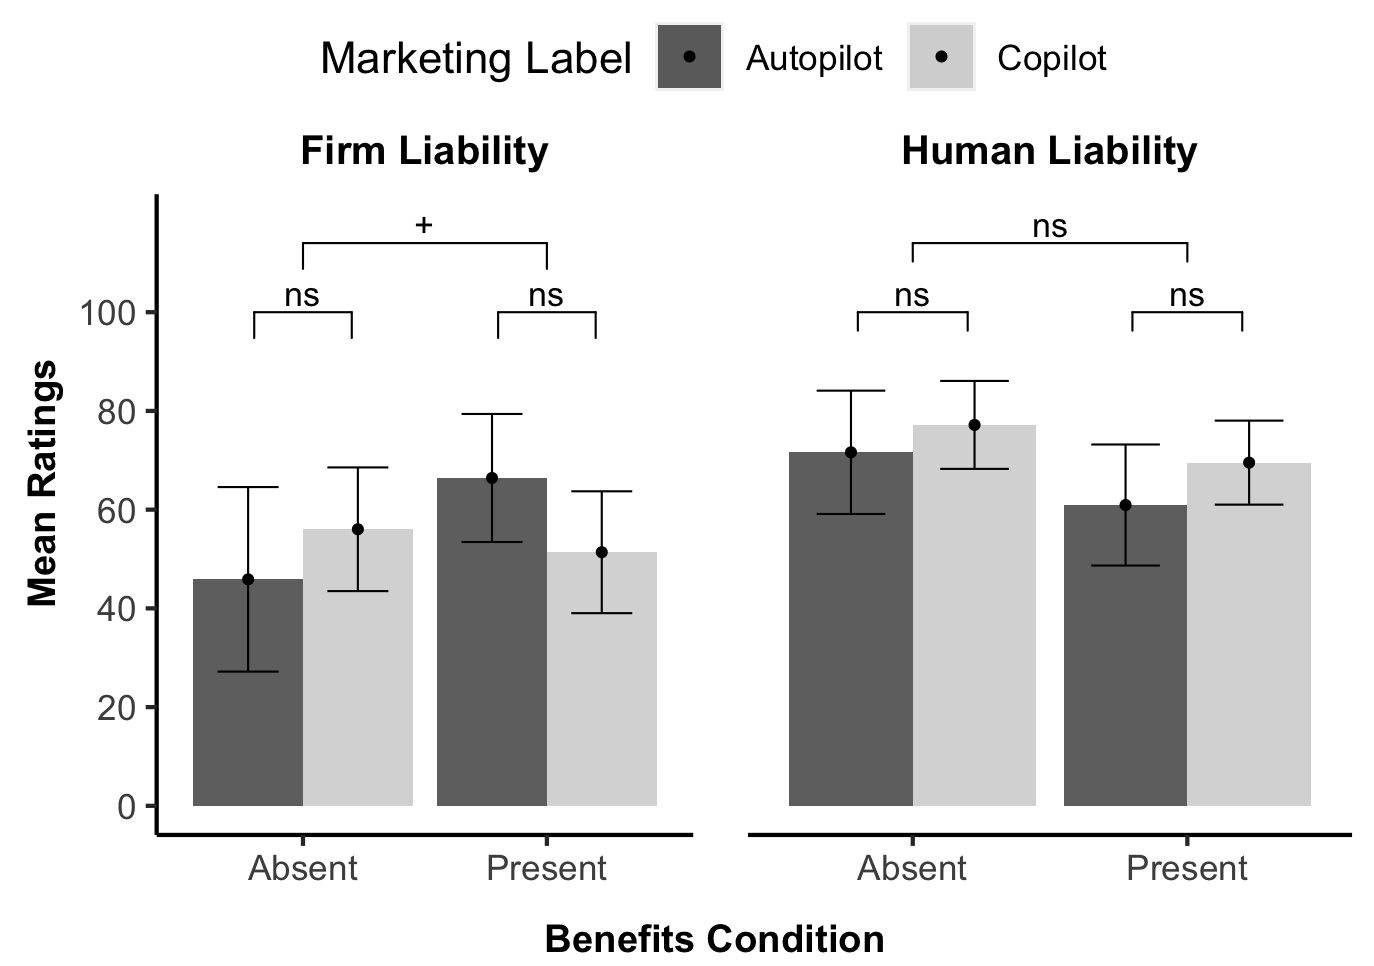 Marketing Label Autopilot Copilot
Firm Liability Human Liability
+ ns
ns ns ns ns
100
80
60
40
20
0
Mean Ratings
Absent Present Absent Present
Benefits Condition